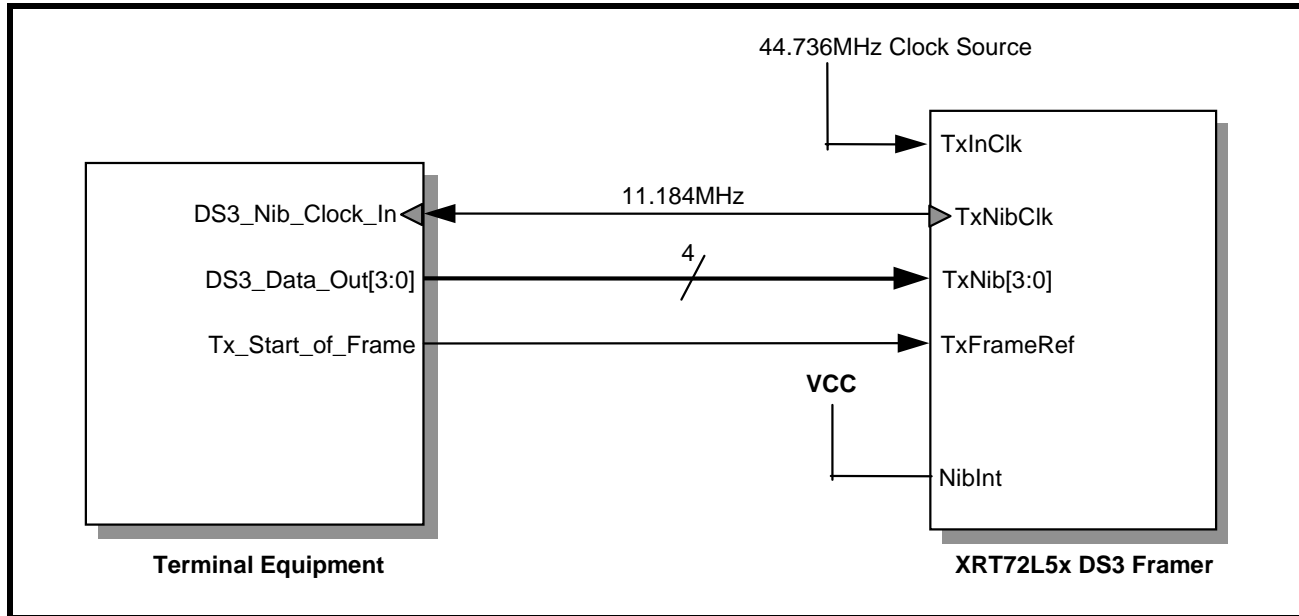 44.736MHz Clock Source
TxInClk
11.184MHz
DS3_Nib_Clock_In
TxNibClk
4
DS3_Data_Out[3:0]
TxNib[3:0]
Tx_Start_of_Frame
TxFrameRef
VCC
NibInt
Terminal Equipment
XRT72L5x DS3 Framer